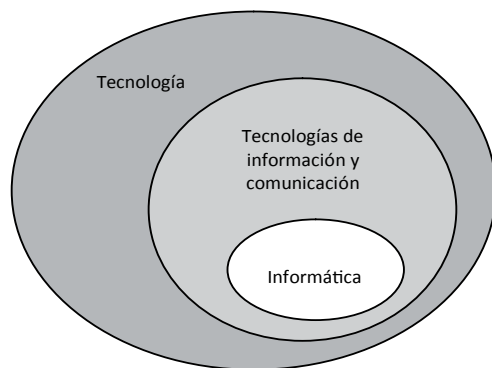 Tecnología
Tecnologías de
información y
comunicación
Informática